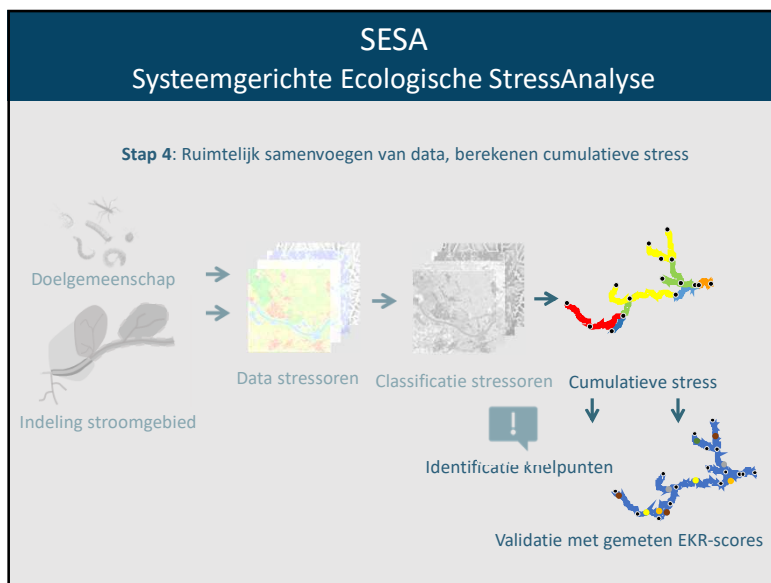 SESA
Systeemgerichte Ecologische StressAnalyse
Stap 4: Ruimtelijk samenvoegen van data, berekenen cumulatieve stress
Doelgemeenschap
Indeling stroomgebied
Data stressoren
Classificatie stressoren
Cumulatieve stress
Identificatie knelpunten
Validatie met gemeten EKR-scores